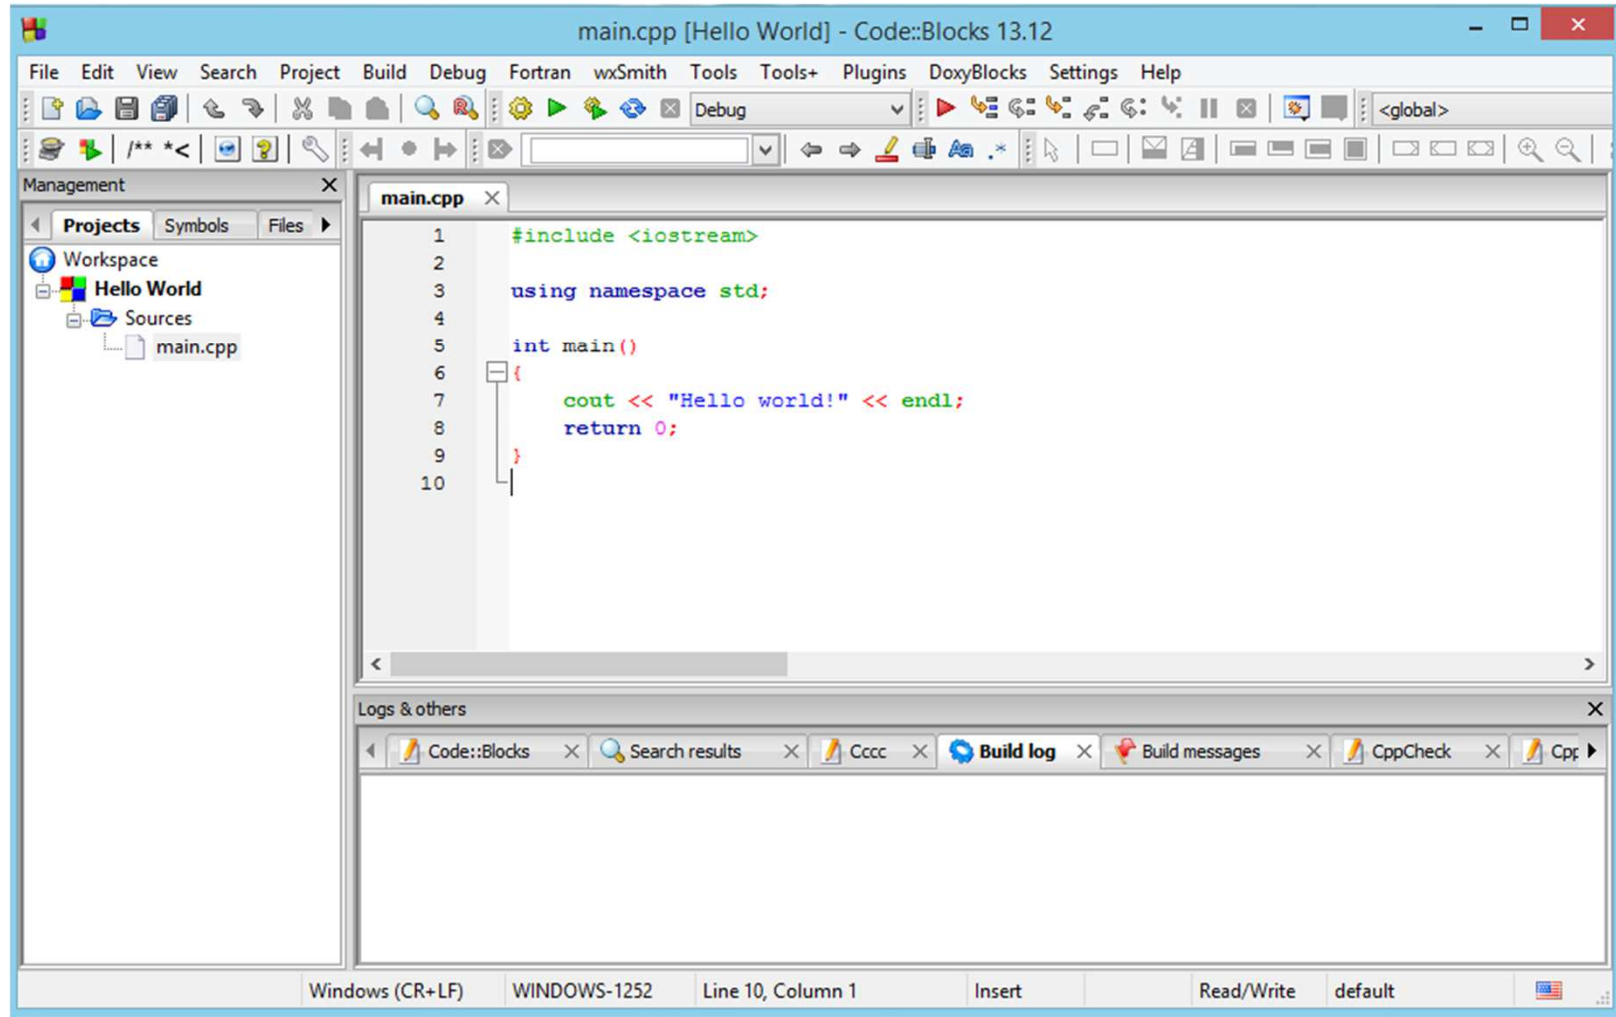 main.cpp [Hello World] - Code::Blocks 13.12
File Edit View Search Project Build Debug Fortran wxSmith Tools Tools+ Plugins DoxyBlocks Settings Help
Debug <global>
/** *<
Aa .*
Management
main.cpp
Projects Symbols Files
Workspace
Hello World
Sources
main.cpp
1 #include <iostream>
2
3 using namespace std;
4
5 int main()
6 {
7 cout << "Hello world!" << endl;
8 return 0;
9 }
10
Logs & others
Code::Blocks Search results Cccc Build log Build messages CppCheck Cpp
Windows (CR+LF) WINDOWS-1252 Line 10, Column 1 Insert Read/Write default